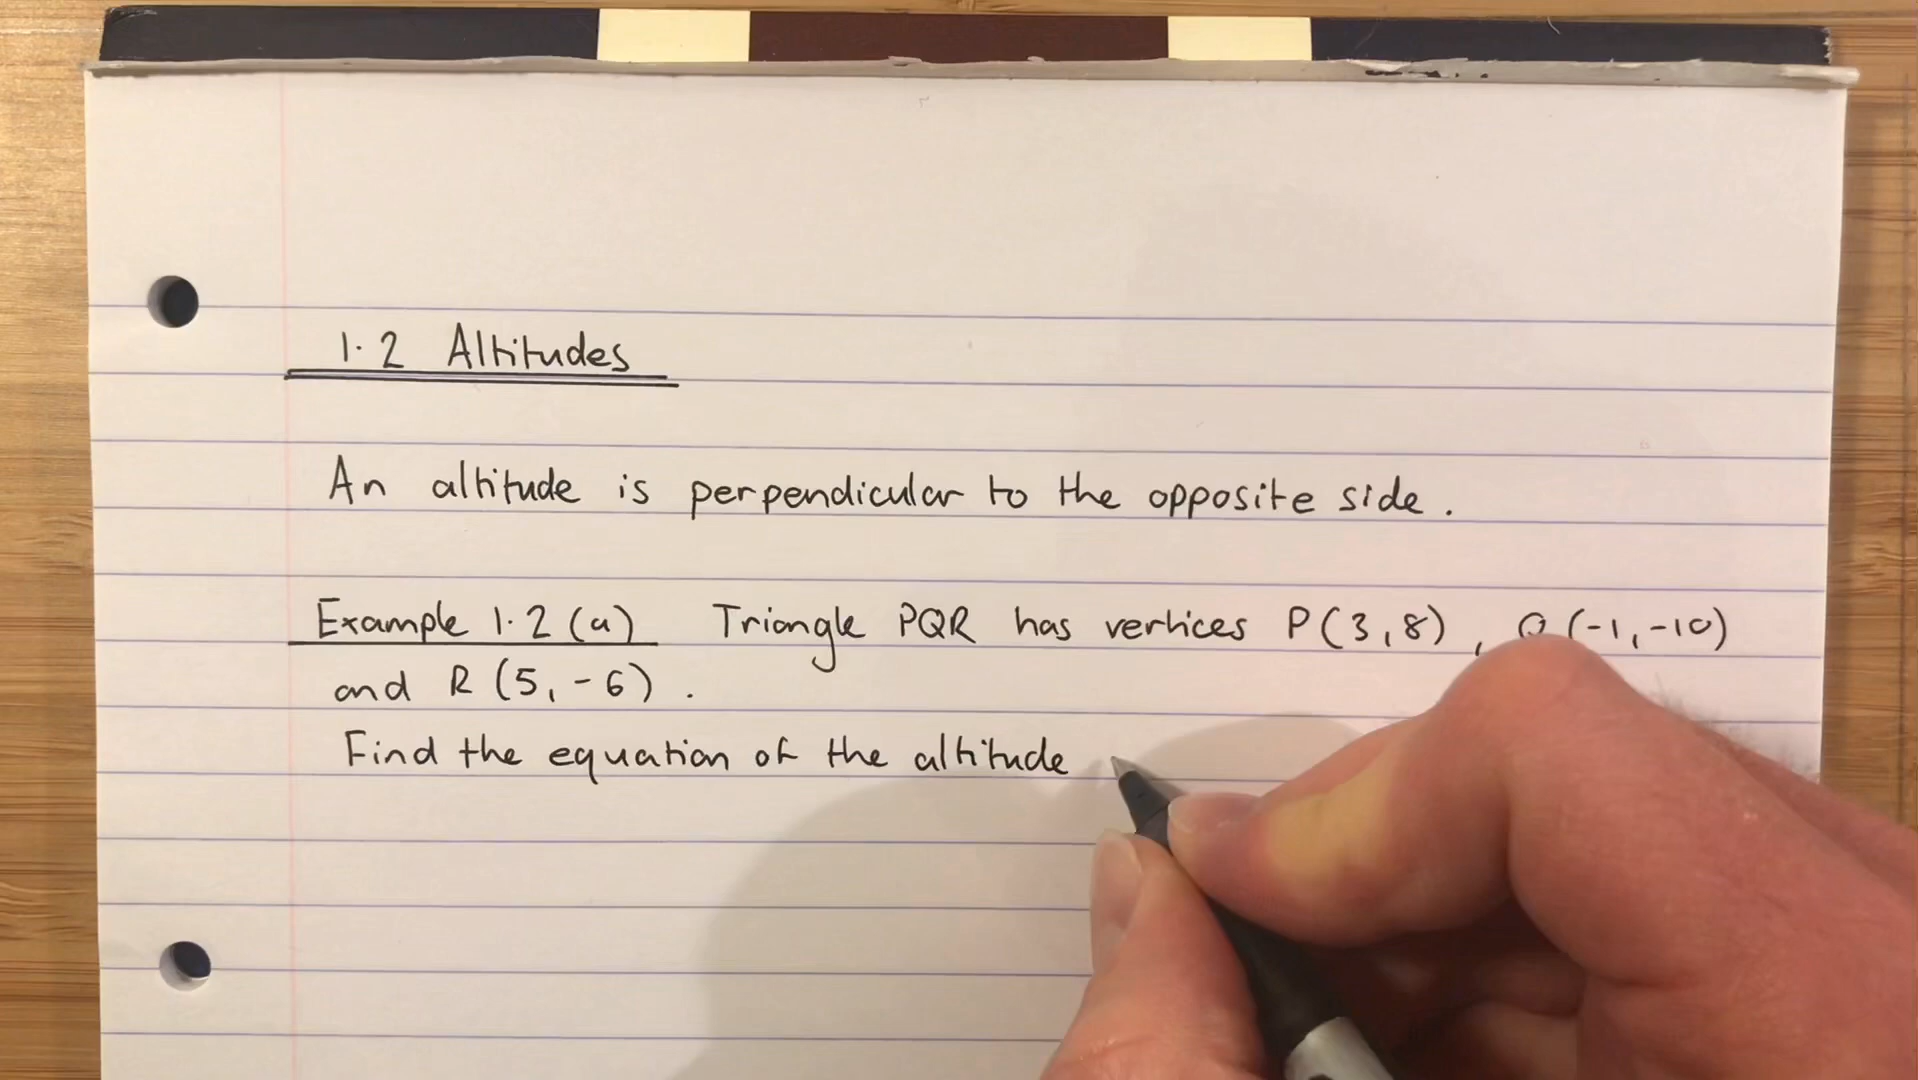 1.2 Altitudes
An altitude is perpendicular to the opposite side.
Example 1.2 (a) Triangle PQR has vertices P(3,8), Q(-1,-10)
and R(5,-6).
Find the equation of the altitude